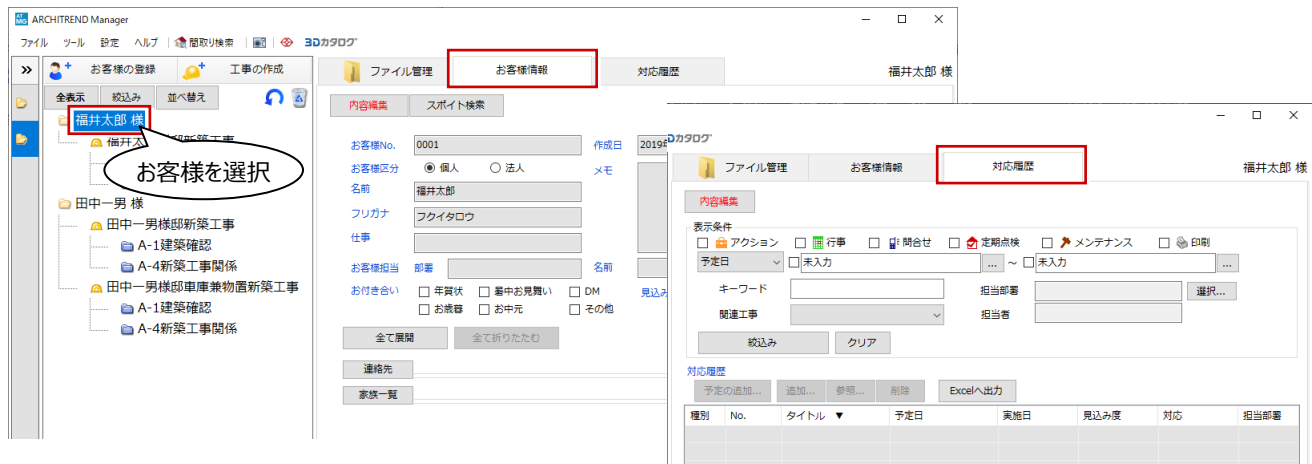 ARCHITREND Manager
ファイル ツール 設定 ヘルプ 間取り検索 3Dカタログ
お客様の登録 工事の作成
全表示 絞込み 並べ替え
福井太郎 様
お客様を選択
田中一男 様
田中一男様邸新築工事
A-1建築確認
A-4新築工事関係
田中一男様邸車庫兼物置新築工事
A-1建築確認
A-4新築工事関係
ファイル管理 お客様情報 対応履歴 福井太郎 様
内容編集 スポイト検索
お客様No. 0001 作成日 2019年
お客様区分 個人 法人 メモ
名前 福井太郎
フリガナ フクイタロウ
仕事
お客様担当 部署 名前
お付き合い 年賀状 暑中お見舞い DM 見込み
お歳暮 お中元 その他
全て展開 全て折りたたむ
連絡先
家族一覧
カタログ
ファイル管理 お客様情報 対応履歴 福井太郎 様
内容編集
表示条件
アクション 行事 問合せ 定期点検 メンテナンス 印刷
予定日 未入力 ... ~ 未入力 ...
キーワード 担当部署 選択...
関連工事 担当者
絞込み クリア
対応履歴
予定の追加... 追加... 参照... 削除 Excelへ出力
種別 No. タイトル ▼ 予定日 実施日 見込み度 対応 担当部署